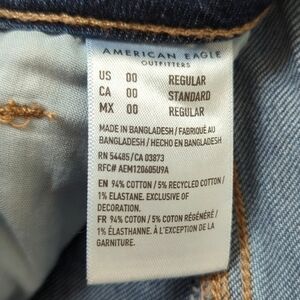 AMERICAN EAGLE
OUTFITTERS
US 00 REGULAR
CA 00 STANDARD
MX 00 REGULAR
MADE IN BANGLADESH / FABRIQUÉ AU
BANGLADESH / HECHO EN BANGLADESH
RN 54485/CA 03873
RFC# AEM120605U9A
EN 94% COTTON / 5% RECYCLED COTTON /
1% ELASTANE. EXCLUSIVE OF
DECORATION.
FR 94% COTON / 5% COTON RÉGÉNÉRÉ /
1% ÉLASTHANNE. À L'EXCEPTION DE LA
GARNITURE.